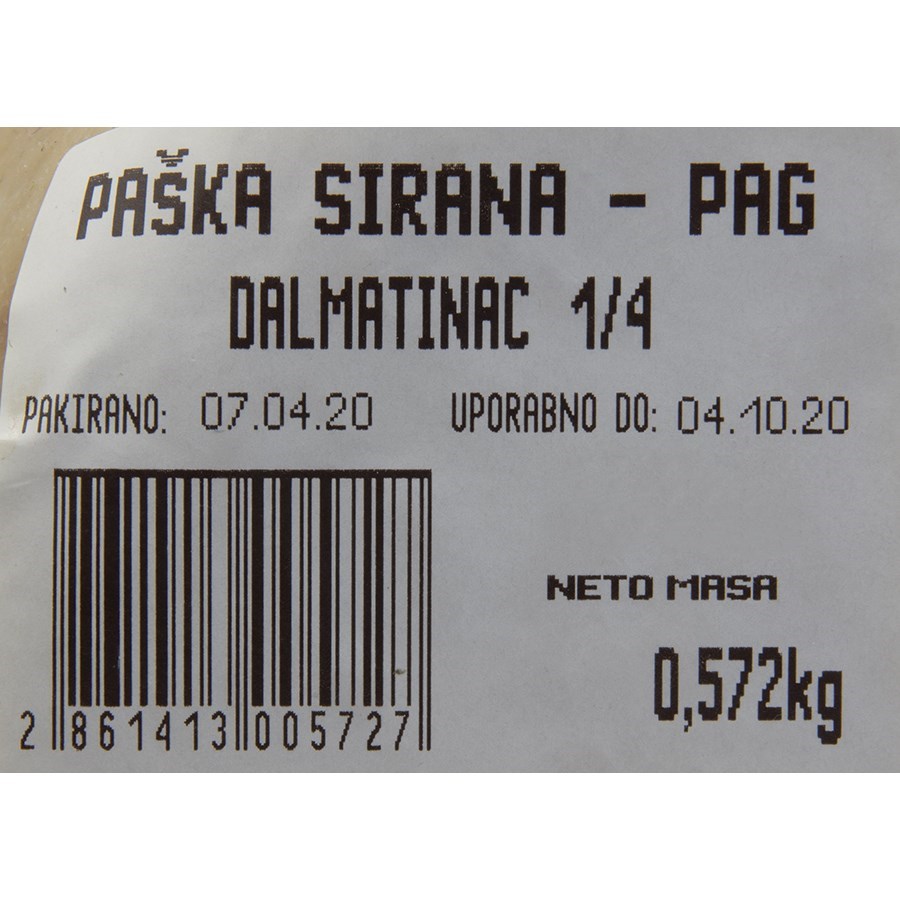 PAŠKA SIRANA - PAG
DALMATINAC 1/4
PAKIRANO: 07.04.20 UPORABNO DO: 04.10.20
NETO MASA
0,572kg
2 861413 005727